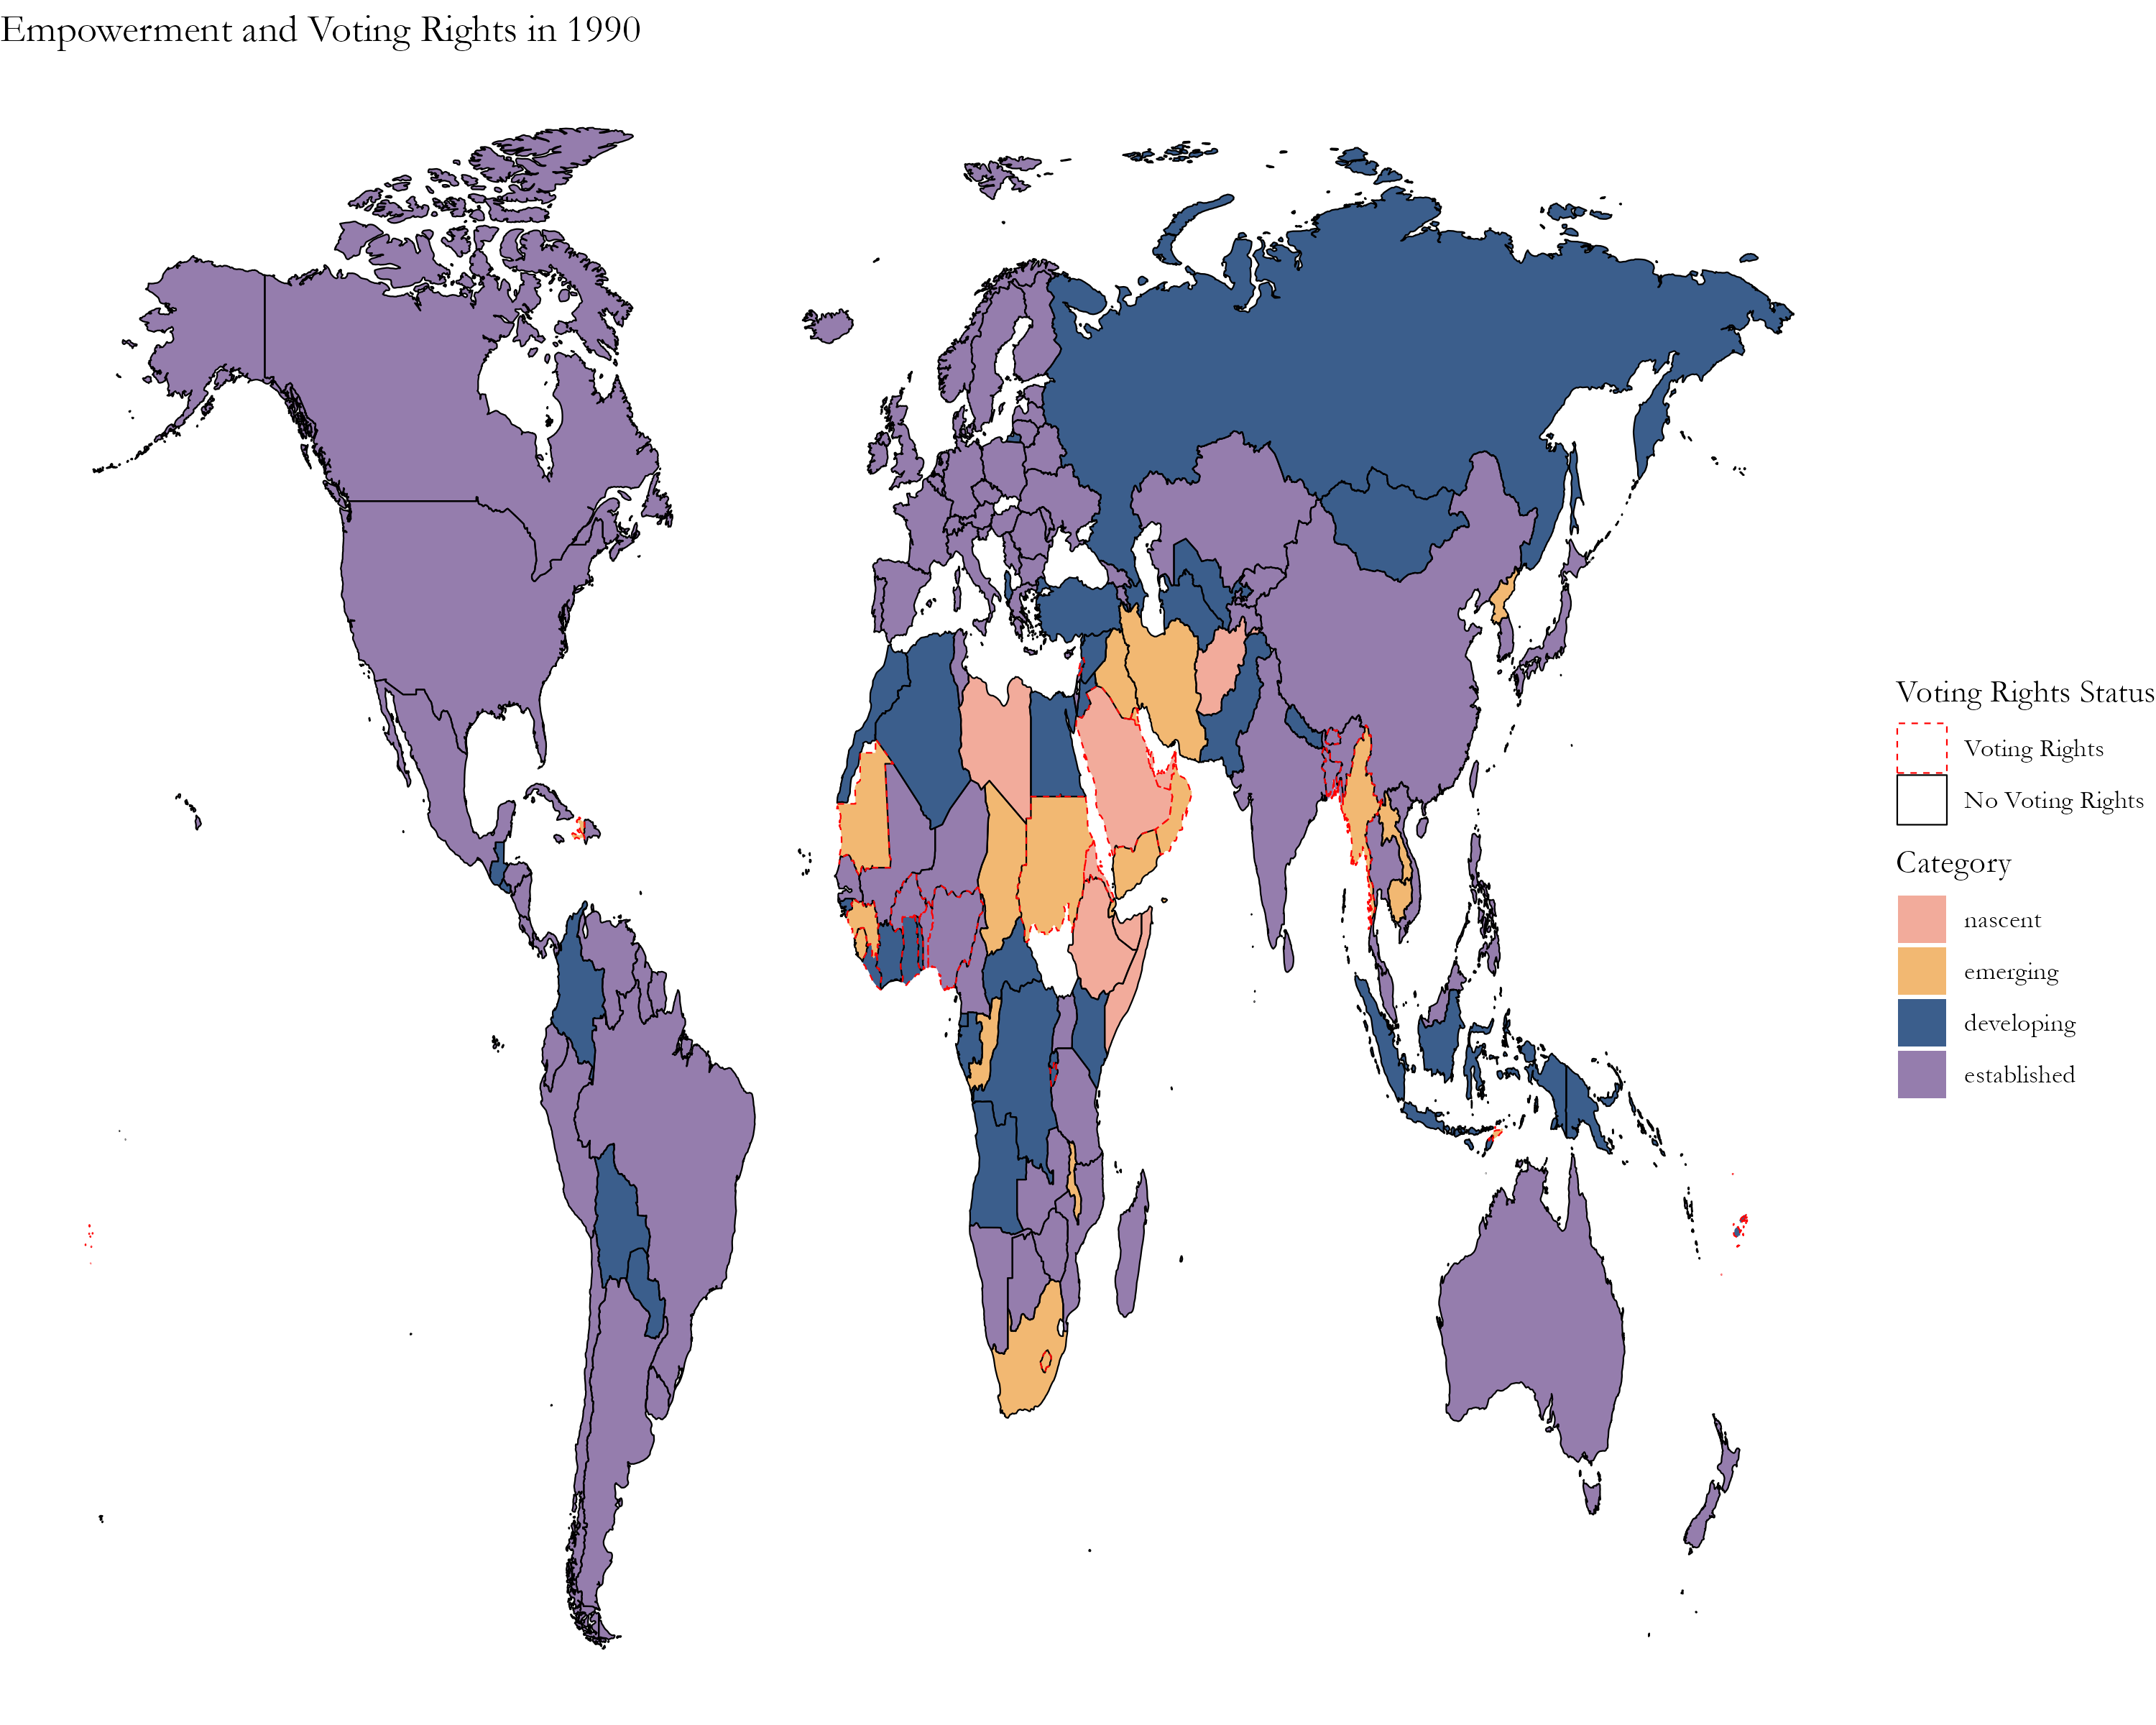 Empowerment and Voting Rights in 1990
Voting Rights Status
Voting Rights
No Voting Rights
Category
nascent
emerging
developing
established